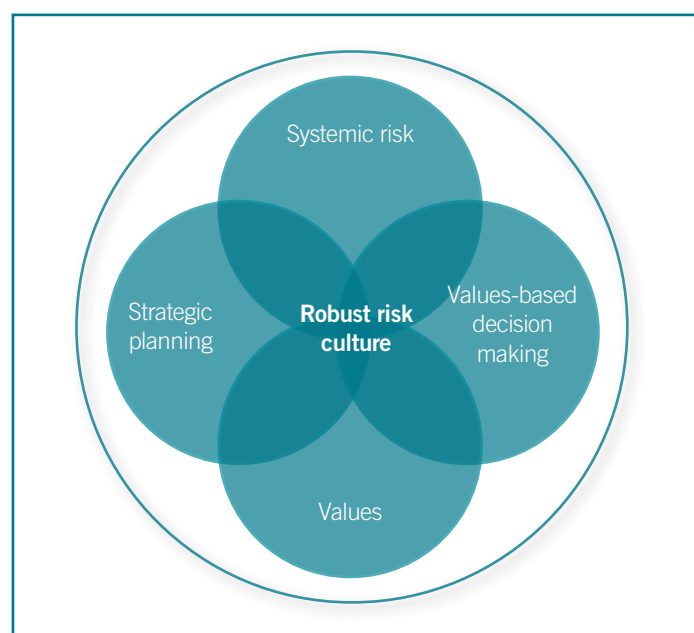 Systemic risk
Strategic
planning
Robust risk
culture
Values-based
decision
making
Values